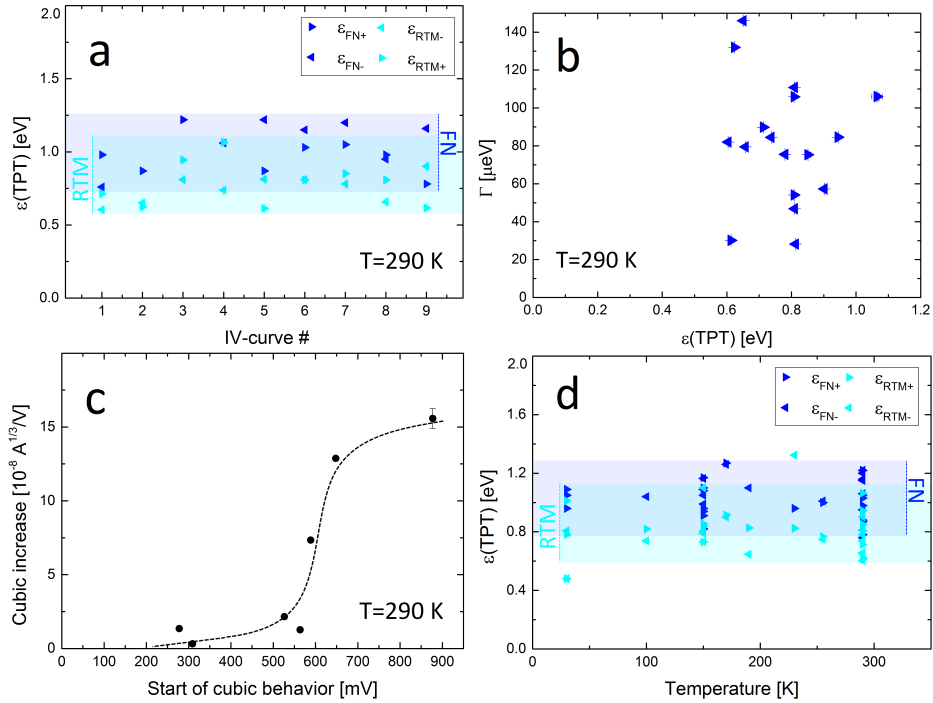 a
ε_FN+ ε_RTM-
ε_FN- ε_RTM+
2.0
1.5
1.0
0.5
0.0
ε(TPT) [eV]
RTM
FN
T=290 K
1 2 3 4 5 6 7 8 9
IV-curve #
b
140
120
100
80
60
40
20
0
Γ [µeV]
T=290 K
0.0 0.2 0.4 0.6 0.8 1.0 1.2
ε(TPT) [eV]
c
20
15
10
5
0
Cubic increase [10^-8 A^1/3/V]
T=290 K
0 100 200 300 400 500 600 700 800 900
Start of cubic behavior [mV]
d
ε_FN+ ε_RTM+
ε_FN- ε_RTM-
2.0
1.6
1.2
0.8
0.4
0.0
ε(TPT) [eV]
RTM
FN
0 100 200 300
Temperature [K]